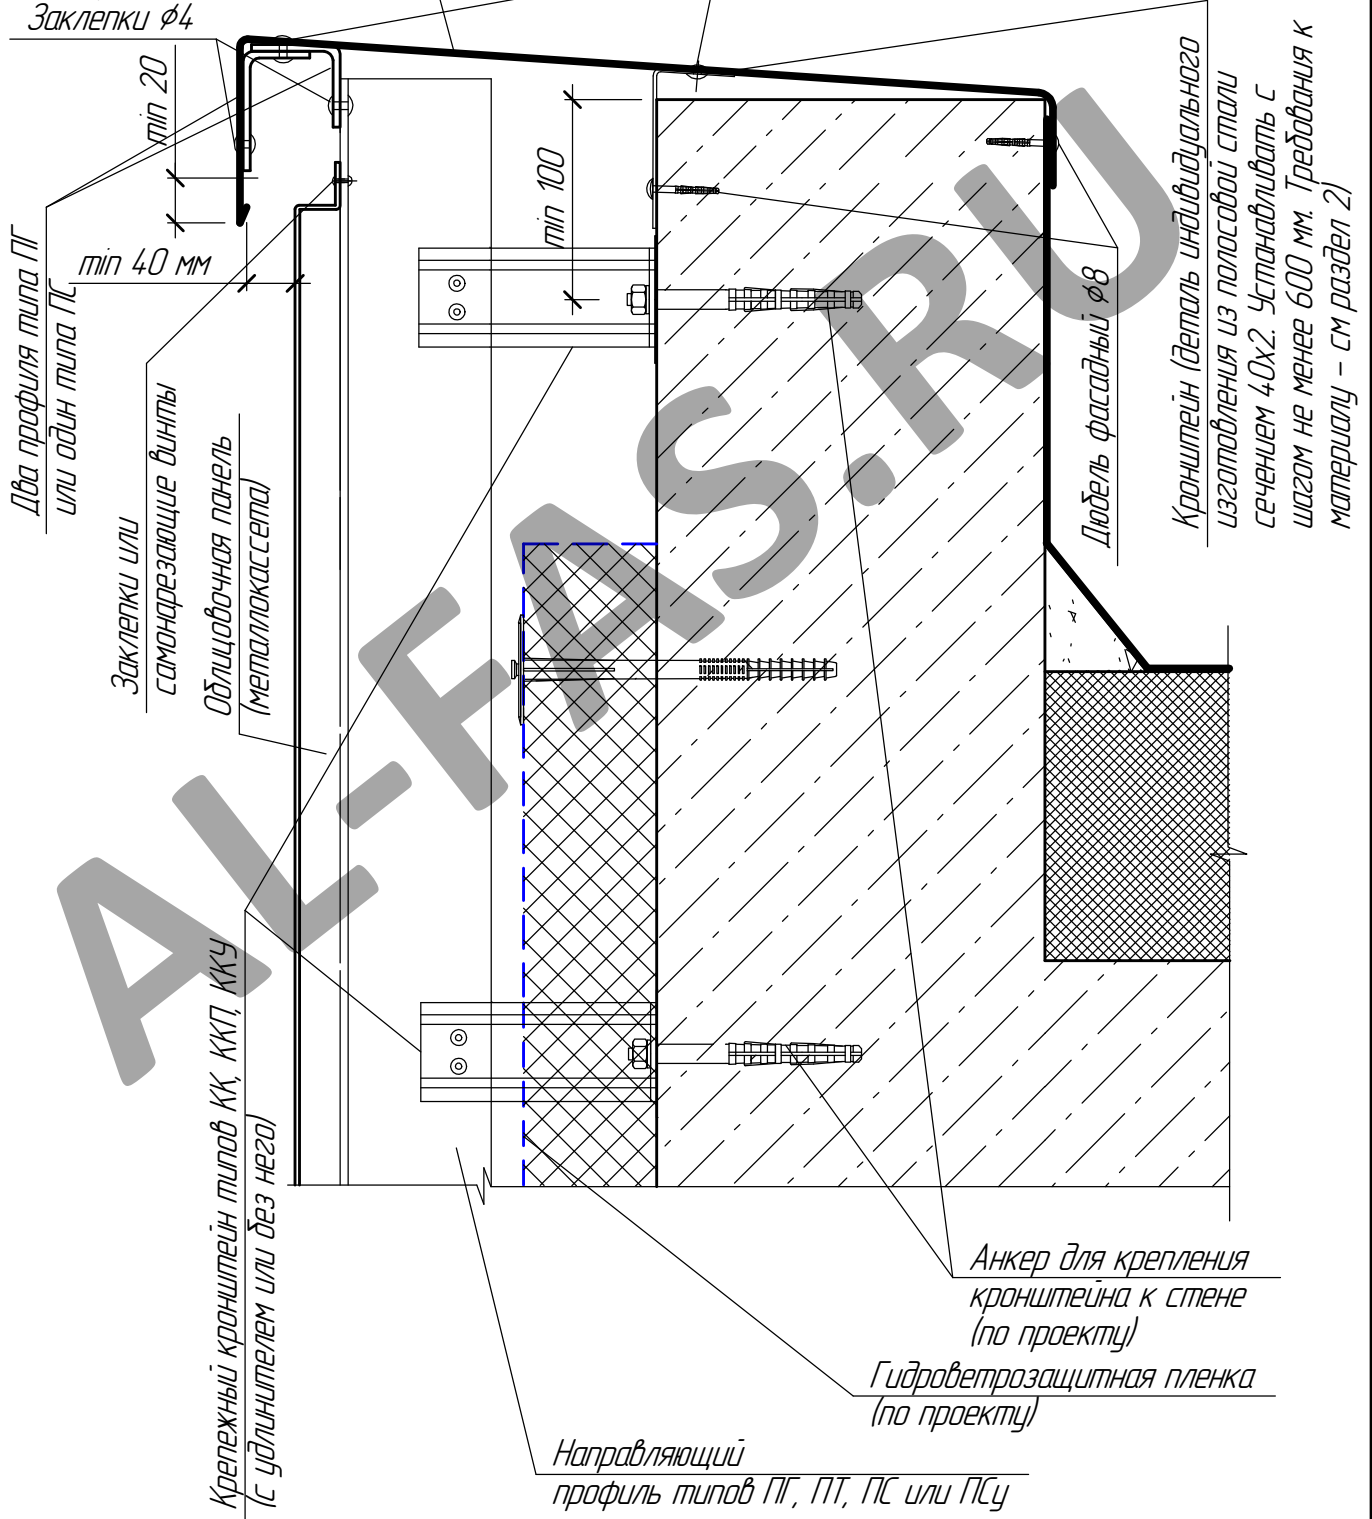 Заклепки ϕ4
min 20
min 40 мм
min 100
Два профиля типа ПГ
или один типа ПС
Заклепки или
самонарезающие винты
Облицовочная панель
(металлокассета)
Крепежный кронштейн типов КК, ККП, ККУ
(с удлинителем или без него)
Дюбель фасадный ϕ8
Кронштейн (деталь индивидуального
изготовления из полосовой стали
сечением 40х2. Устанавливать с
шагом не менее 600 мм. Требования к
материалу - см раздел 2)
Анкер для крепления
кронштейна к стене
(по проекту)
Гидроветрозащитная пленка
(по проекту)
Направляющий
профиль типов ПГ, ПТ, ПС или ПСу
AL-FAS.RU